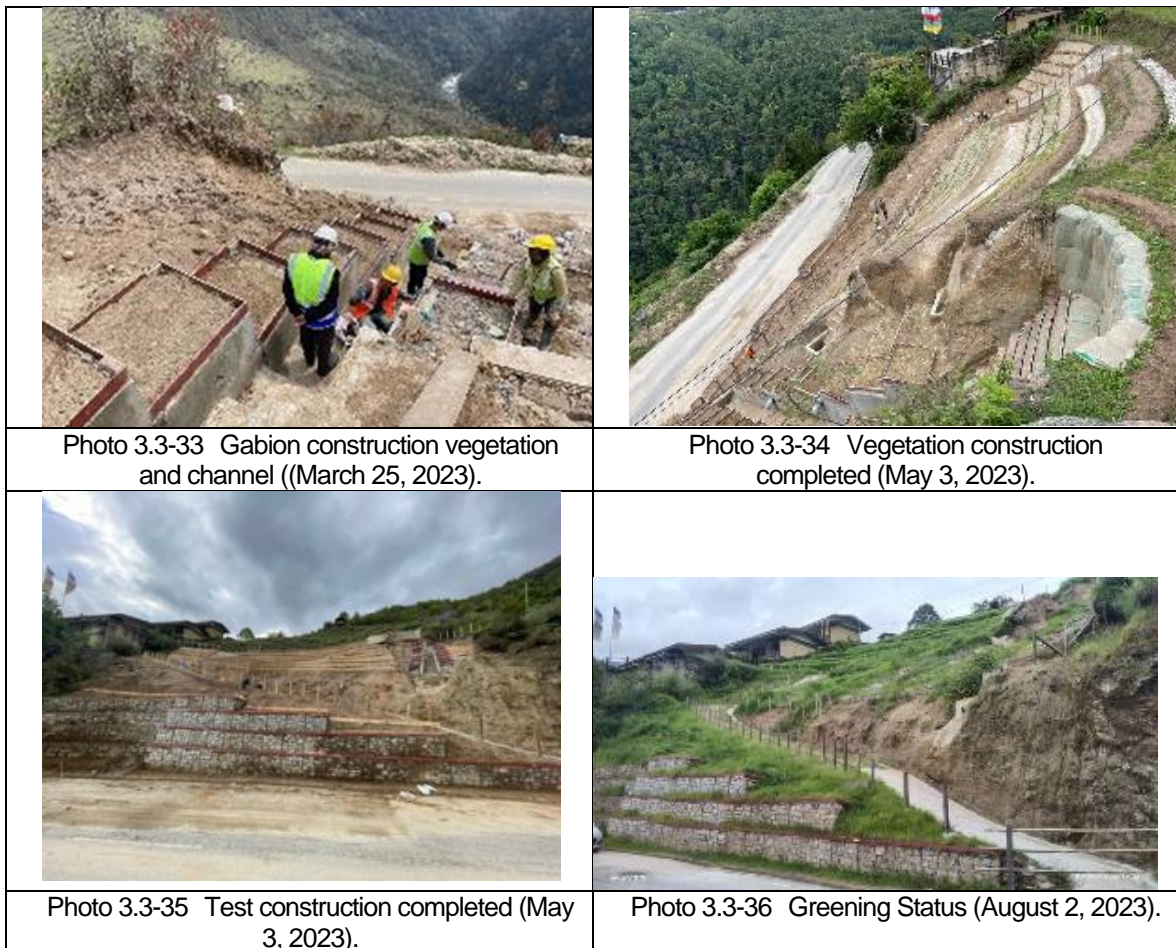 Photo 3.3-33 Gabion construction vegetation
and channel ((March 25, 2023).
Photo 3.3-34 Vegetation construction
completed (May 3, 2023).
Photo 3.3-35 Test construction completed (May
3, 2023).
Photo 3.3-36 Greening Status (August 2, 2023).